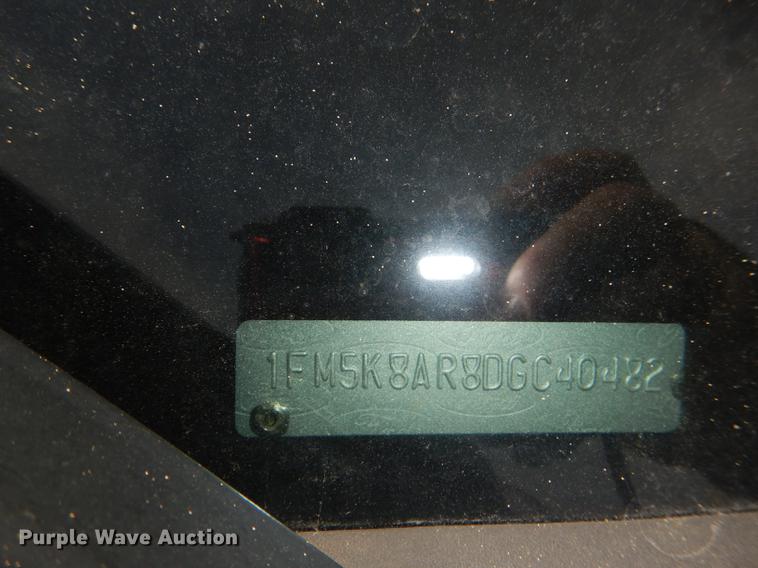 1FM5K8AR8DGC40482
Purple Wave Auction